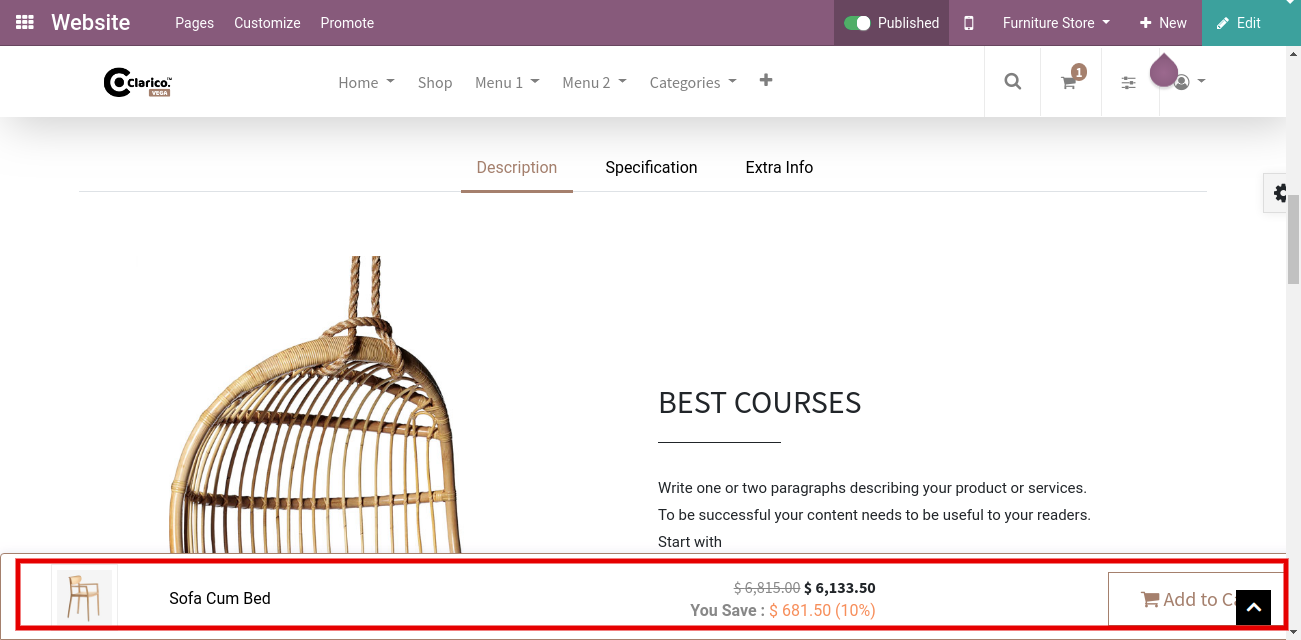 Website
Pages Customize Promote
Published
Furniture Store
New
Edit
Clarico.™
VEGA
Home Shop Menu 1 Menu 2 Categories
1
Description Specification Extra Info
BEST COURSES
Write one or two paragraphs describing your product or services.
To be successful your content needs to be useful to your readers.
Start with
Sofa Cum Bed
$ 6,815.00 $ 6,133.50
You Save : $ 681.50 (10%)
Add to Ca